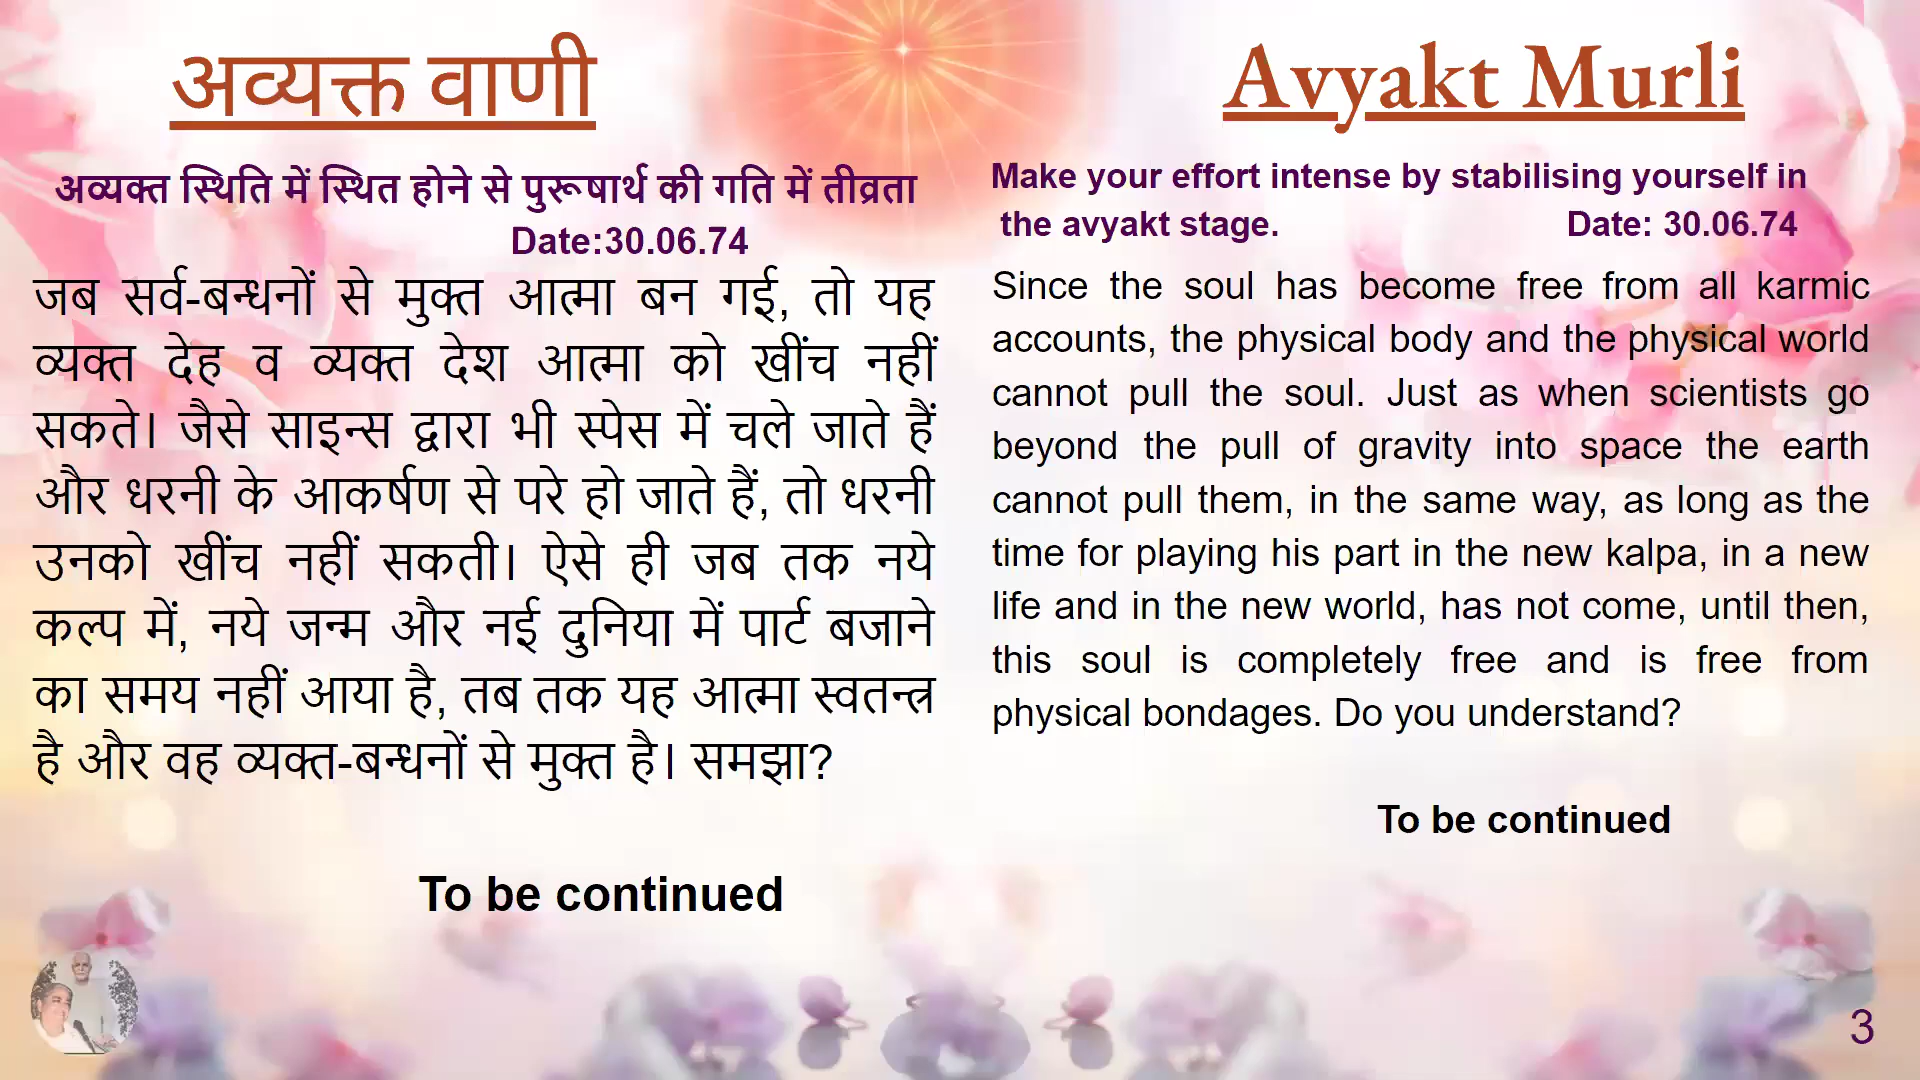 अव्यक्त वाणी
अव्यक्त स्थिति में स्थित होने से पुरूषार्थ की गति में तीव्रता
Date:30.06.74
जब सर्व-बन्धनों से मुक्त आत्मा बन गई, तो यह
व्यक्त देह व व्यक्त देश आत्मा को खींच नहीं
सकते। जैसे साइन्स द्वारा भी स्पेस में चले जाते हैं
और धरनी के आकर्षण से परे हो जाते हैं, तो धरनी
उनको खींच नहीं सकती। ऐसे ही जब तक नये
कल्प में, नये जन्म और नई दुनिया में पार्ट बजाने
का समय नहीं आया है, तब तक यह आत्मा स्वतन्त्र
है और वह व्यक्त-बन्धनों से मुक्त है। समझा?
To be continued
Avyakt Murli
Make your effort intense by stabilising yourself in
the avyakt stage. Date: 30.06.74
Since the soul has become free from all karmic
accounts, the physical body and the physical world
cannot pull the soul. Just as when scientists go
beyond the pull of gravity into space the earth
cannot pull them, in the same way, as long as the
time for playing his part in the new kalpa, in a new
life and in the new world, has not come, until then,
this soul is completely free and is free from
physical bondages. Do you understand?
To be continued
3